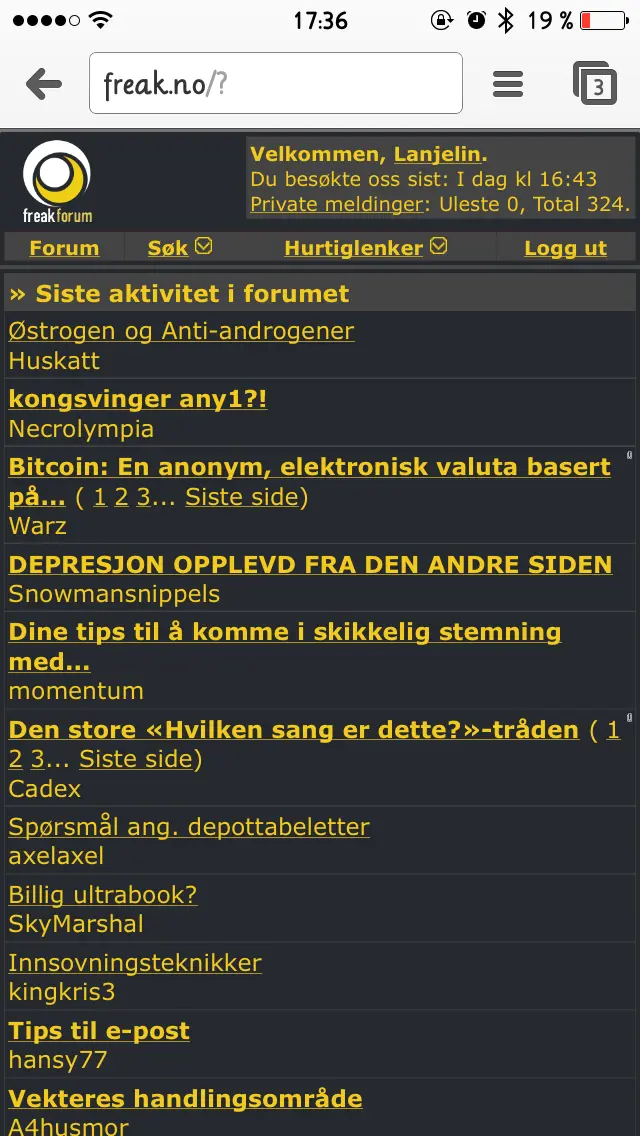 17:36 19 %
freak.no/? 3
Velkommen, Lanjelin.
Du besøkte oss sist: I dag kl 16:43
freakforum
Private meldinger: Uleste 0, Total 324.
Forum Søk Hurtiglenker Logg ut
» Siste aktivitet i forumet
Østrogen og Anti-androgener
Huskatt
kongsvinger any1?!
Necrolympia
Bitcoin: En anonym, elektronisk valuta basert
på... ( 1 2 3... Siste side)
Warz
DEPRESJON OPPLEVD FRA DEN ANDRE SIDEN
Snowmansnippels
Dine tips til å komme i skikkelig stemning
med...
momentum
Den store «Hvilken sang er dette?»-tråden ( 1
2 3... Siste side)
Cadex
Spørsmål ang. depottabeletter
axelaxel
Billig ultrabook?
SkyMarshal
Innsovningsteknikker
kingkris3
Tips til e-post
hansy77
Vekteres handlingsområde
A4husmor